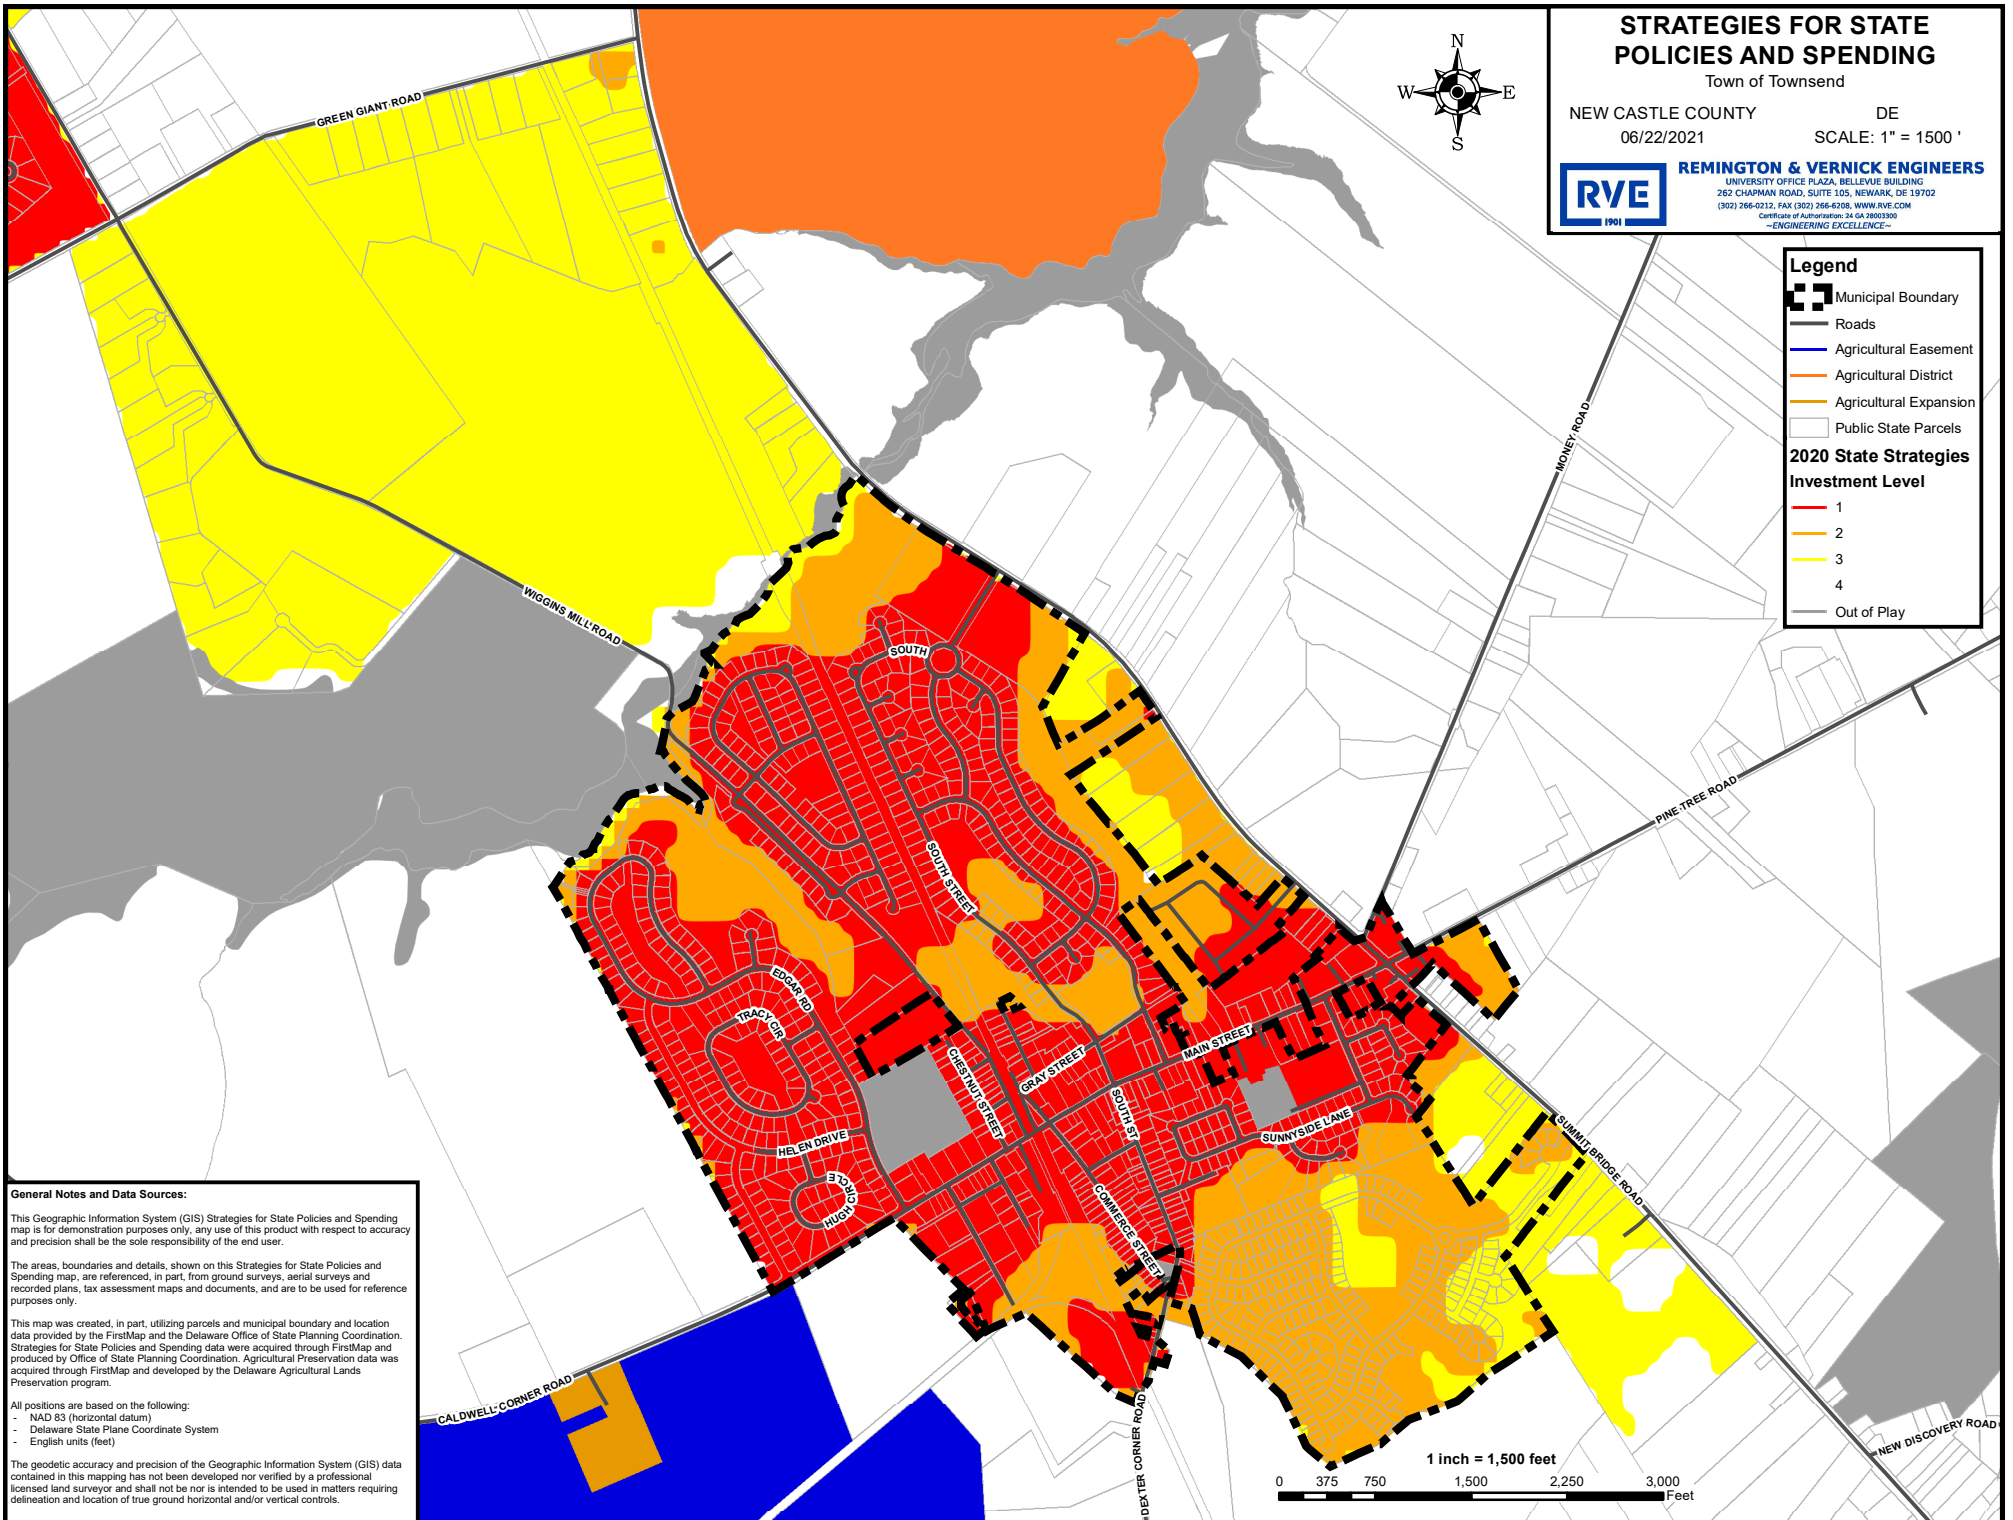 STRATEGIES FOR STATE
POLICIES AND SPENDING
Town of Townsend
NEW CASTLE COUNTY DE
06/22/2021 SCALE: 1" = 1500 '
RVE
1901
REMINGTON & VERNICK ENGINEERS
UNIVERSITY OFFICE PLAZA, BELLEVUE BUILDING
262 CHAPMAN ROAD, SUITE 105, NEWARK, DE 19702
(302) 266-0212, FAX (302) 266-6208, WWW.RVE.COM
Certificate of Authorization: 24 GA 28003300
~ENGINEERING EXCELLENCE~
N
W E
S
Legend
Municipal Boundary
Roads
Agricultural Easement
Agricultural District
Agricultural Expansion
Public State Parcels
2020 State Strategies
Investment Level
1
2
3
4
Out of Play
GREEN GIANT ROAD
WIGGINS MILL ROAD
MONEY ROAD
PINE TREE ROAD
SOUTH
SOUTH STREET
EDGAR RD
TRACY CIR
CHESTNUT STREET
GRAY STREET
MAIN STREET
SOUTH ST
SUNNYSIDE LANE
HELEN DRIVE
HUGH CIRCLE
COMMERCE STREET
SUMMIT BRIDGE ROAD
CALDWELL CORNER ROAD
DEXTER CORNER ROAD
NEW DISCOVERY ROAD
General Notes and Data Sources:
This Geographic Information System (GIS) Strategies for State Policies and Spending
map is for demonstration purposes only, any use of this product with respect to accuracy
and precision shall be the sole responsibility of the end user.
The areas, boundaries and details, shown on this Strategies for State Policies and
Spending map, are referenced, in part, from ground surveys, aerial surveys and
recorded plans, tax assessment maps and documents, and are to be used for reference
purposes only.
This map was created, in part, utilizing parcels and municipal boundary and location
data provided by the FirstMap and the Delaware Office of State Planning Coordination.
Strategies for State Policies and Spending data were acquired through FirstMap and
produced by Office of State Planning Coordination. Agricultural Preservation data was
acquired through FirstMap and developed by the Delaware Agricultural Lands
Preservation program.
All positions are based on the following:
- NAD 83 (horizontal datum)
- Delaware State Plane Coordinate System
- English units (feet)
The geodetic accuracy and precision of the Geographic Information System (GIS) data
contained in this mapping has not been developed nor verified by a professional
licensed land surveyor and shall not be nor is intended to be used in matters requiring
delineation and location of true ground horizontal and/or vertical controls.
1 inch = 1,500 feet
0 375 750 1,500 2,250 3,000
Feet